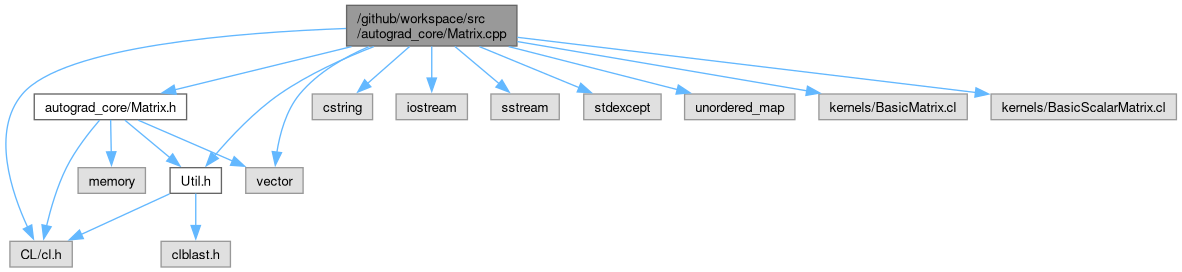 /github/workspace/src
/autograd_core/Matrix.cpp
autograd_core/Matrix.h
cstring
iostream
sstream
stdexcept
unordered_map
kernels/BasicMatrix.cl
kernels/BasicScalarMatrix.cl
memory
Util.h
vector
CL/cl.h
clblast.h